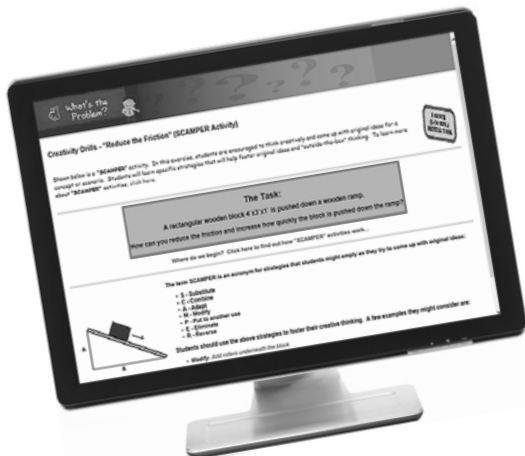 What's the
Problem?
Creativity Drills - "Reduce the Friction" (SCAMPER Activity)
Shown below is a "SCAMPER" activity. In this exercise, students are encouraged to think creatively and come up with original ideas for a
concept or scenario. Students will learn specific strategies that will help foster original ideas and "outside-the-box" thinking. To learn more
about "SCAMPER" activities, click here.
The Task:
A rectangular wooden block 4'x3'x1' is pushed down a wooden ramp.
How can you reduce the friction and increase how quickly the block is pushed down the ramp?
Where do we begin? Click here to find out how "SCAMPER" activities work...
The term SCAMPER is an acronym for strategies that students might employ as they try to come up with original ideas:
S - Substitute
C - Combine
A - Adapt
M - Modify
P - Put to another use
E - Eliminate
R - Reverse
A
B
Students should use the above strategies to foster their creative thinking. A few examples they might consider are:
Modify- Add rollers underneath the block